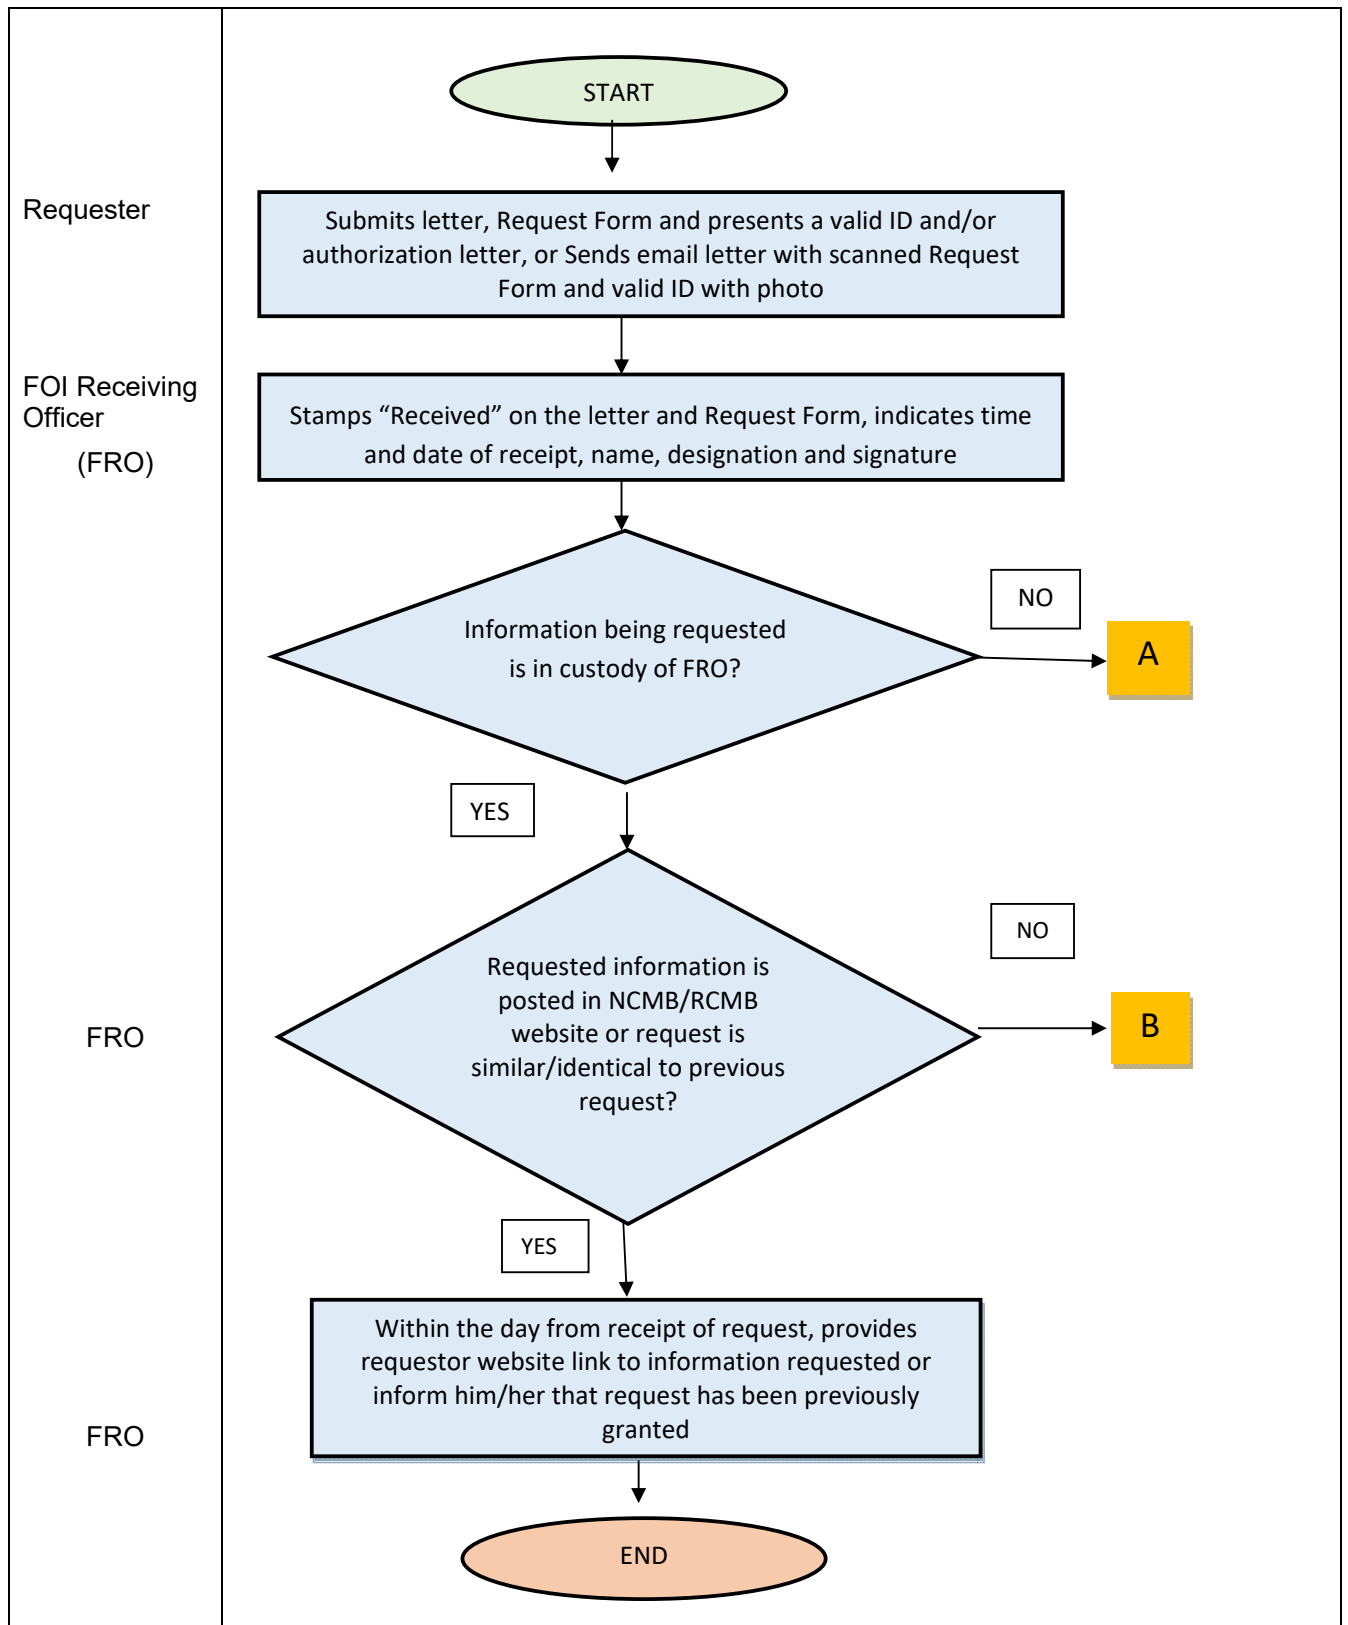 START
Requester
Submits letter, Request Form and presents a valid ID and/or
authorization letter, or Sends email letter with scanned Request
Form and valid ID with photo
FOI Receiving
Officer
(FRO)
Stamps “Received” on the letter and Request Form, indicates time
and date of receipt, name, designation and signature
Information being requested
is in custody of FRO?
NO
A
YES
FRO
Requested information is
posted in NCMB/RCMB
website or request is
similar/identical to previous
request?
NO
B
YES
FRO
Within the day from receipt of request, provides
requestor website link to information requested or
inform him/her that request has been previously
granted
END